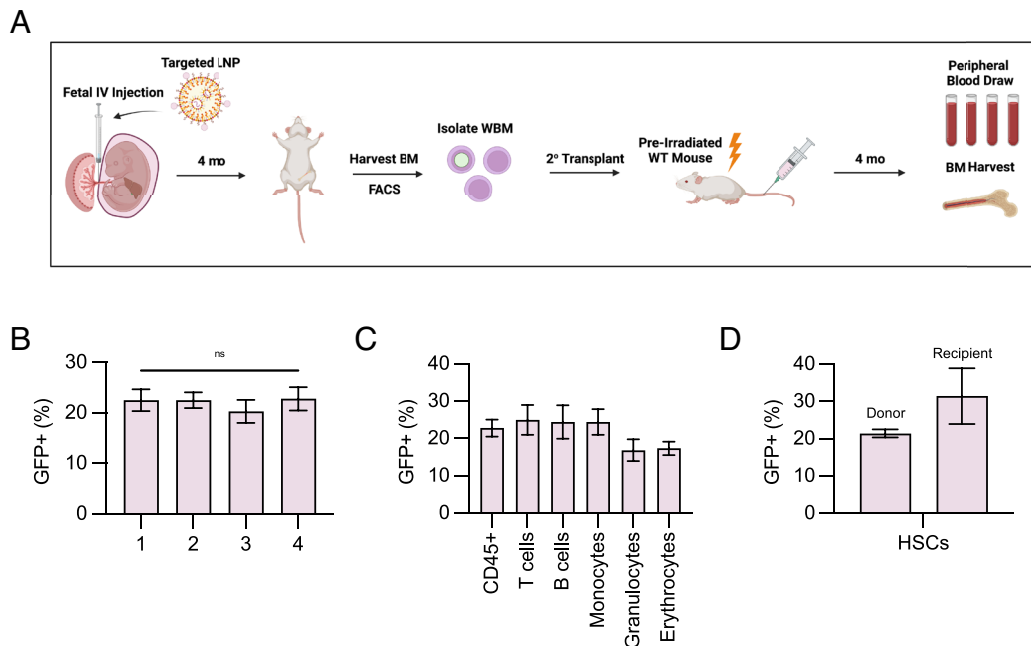 A
Targeted LNP
Fetal IV Injection
4 mo
Harvest BM
FACS
Isolate WBM
2º Transplant
Pre-Irradiated
WT Mouse
4 mo
Peripheral
Blood Draw
BM Harvest
B
GFP+ (%)
30
20
10
0
ns
1 2 3 4
C
GFP+ (%)
40
30
20
10
0
CD45+
T cells
B cells
Monocytes
Granulocytes
Erythrocytes
D
GFP+ (%)
40
30
20
10
0
Donor
Recipient
HSCs